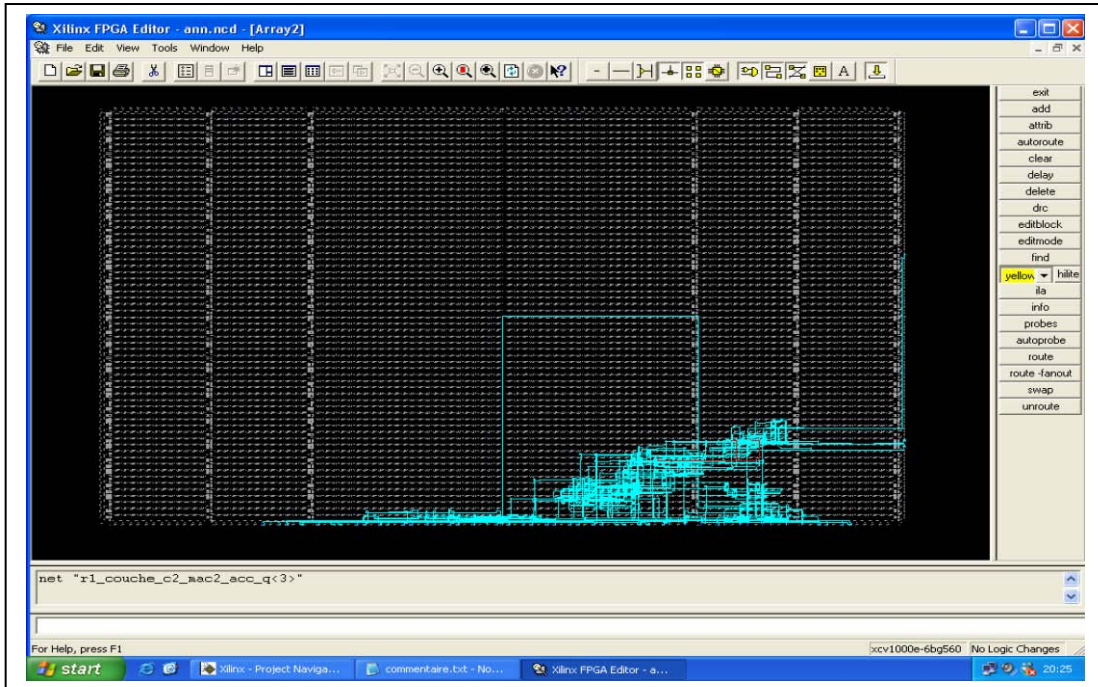 Xilinx FPGA Editor - ann.ncd - [Array2]
File Edit View Tools Window Help
A
exit
add
attrib
autoroute
clear
delay
delete
drc
editblock
editmode
find
yellow hilite
ila
info
probes
autoprobe
route
route -fanout
swap
unroute
net "r1_couche_c2_mac2_acc_q<3>"
For Help, press F1 xcv1000e-6bg560 No Logic Changes
start Xilinx - Project Naviga... commentaire.txt - No... Xilinx FPGA Editor - a... 20:25